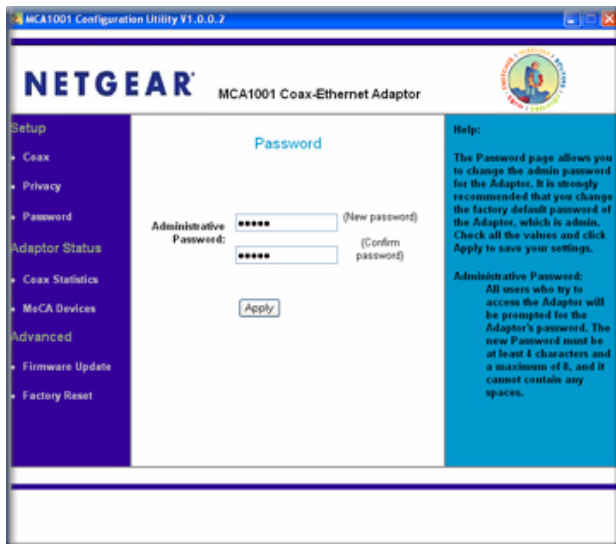 MCA1001 Configuration Utility V1.0.0.2
NETGEAR
MCA1001 Coax-Ethernet Adaptor
Setup
Coax
Privacy
Password
Adaptor Status
Coax Statistics
MoCA Devices
Advanced
Firmware Update
Factory Reset
Password
Administrative
Password:
(New password)
(Confirm
password)
Apply
Help:
The Password page allows you
to change the admin password
for the Adaptor. It is strongly
recommended that you change
the factory default password of
the Adaptor, which is admin.
Check all the values and click
Apply to save your settings.
Administrative Password:
All users who try to
access the Adaptor will
be prompted for the
Adaptor's password. The
new Password must be
at least 4 characters and
a maximum of 8, and it
cannot contain any
spaces.